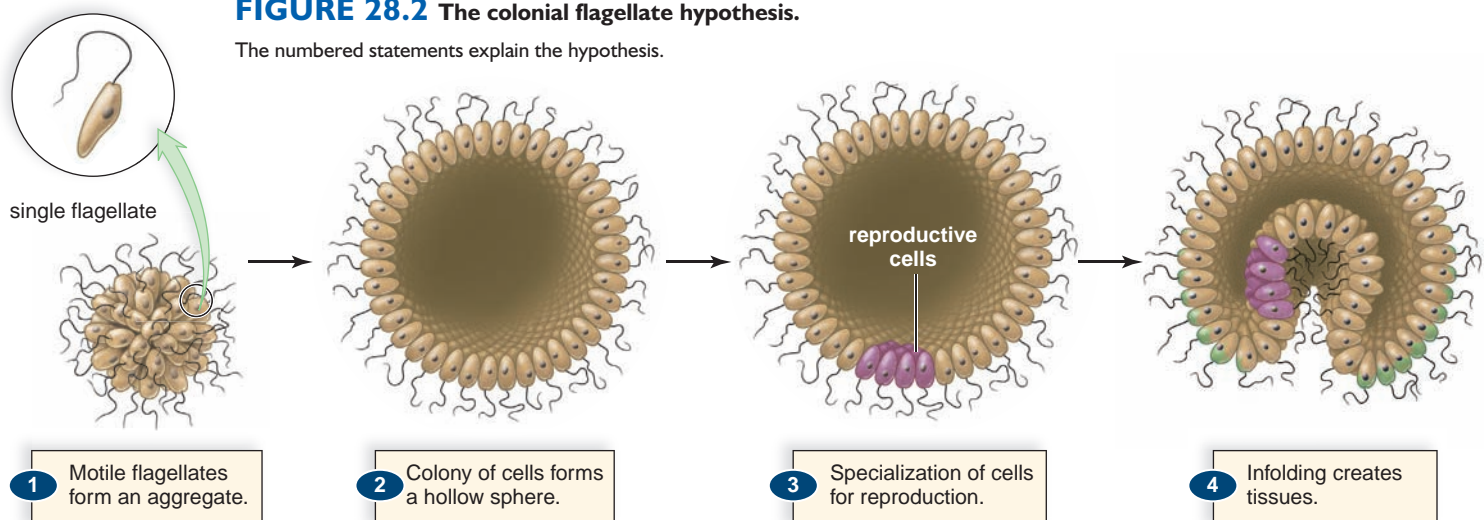 FIGURE 28.2 The colonial flagellate hypothesis.
The numbered statements explain the hypothesis.
single flagellate
reproductive
cells
1 Motile flagellates
form an aggregate.
2 Colony of cells forms
a hollow sphere.
3 Specialization of cells
for reproduction.
4 Infolding creates
tissues.